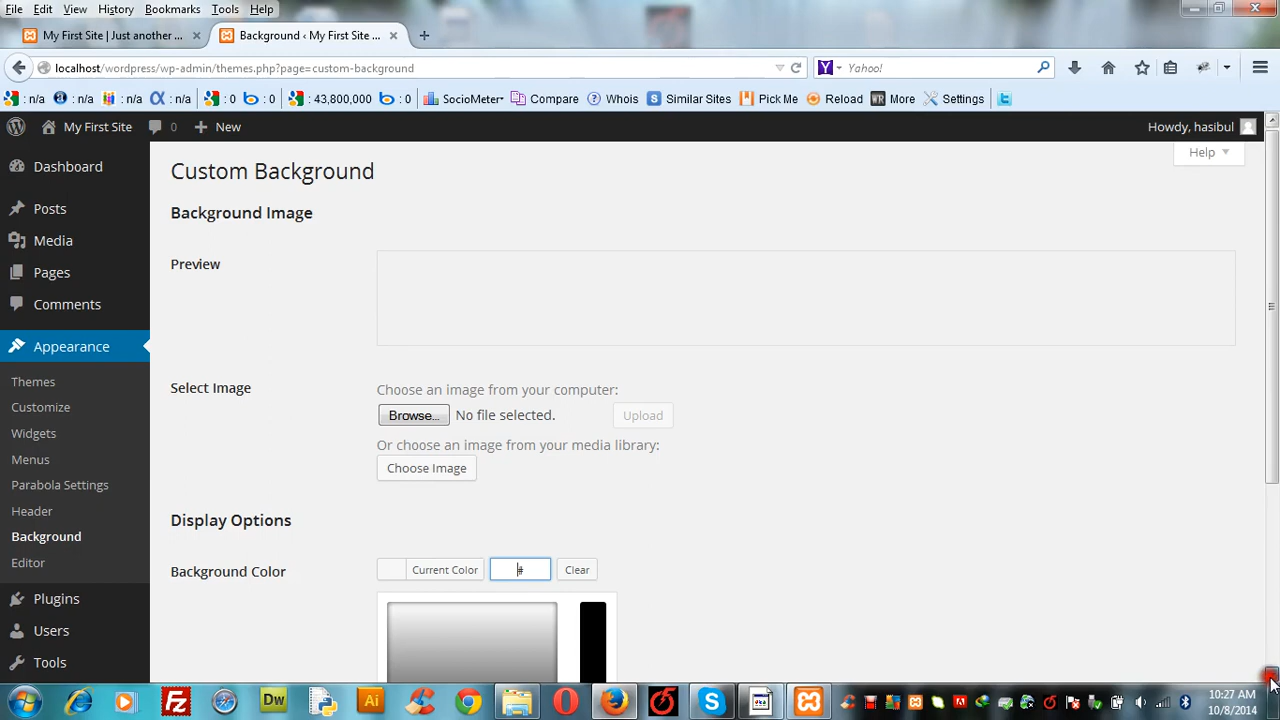 File Edit View History Bookmarks Tools Help
My First Site | Just another ... Background ‹ My First Site ...
localhost/wordpress/wp-admin/themes.php?page=custom-background Yahoo!
: n/a : n/a : n/a : n/a : 0 : 0 : 43,800,000 : 0 SocioMeter Compare Whois Similar Sites Pick Me Reload More Settings
My First Site 0 New Howdy, hasibul
Help
Dashboard
Posts
Media
Pages
Comments
Appearance
Themes
Customize
Widgets
Menus
Parabola Settings
Header
Background
Editor
Plugins
Users
Tools
Custom Background
Background Image
Preview
Select Image
Choose an image from your computer:
Browse... No file selected. Upload
Or choose an image from your media library:
Choose Image
Display Options
Background Color Current Color # Clear
10:27 AM
10/8/2014